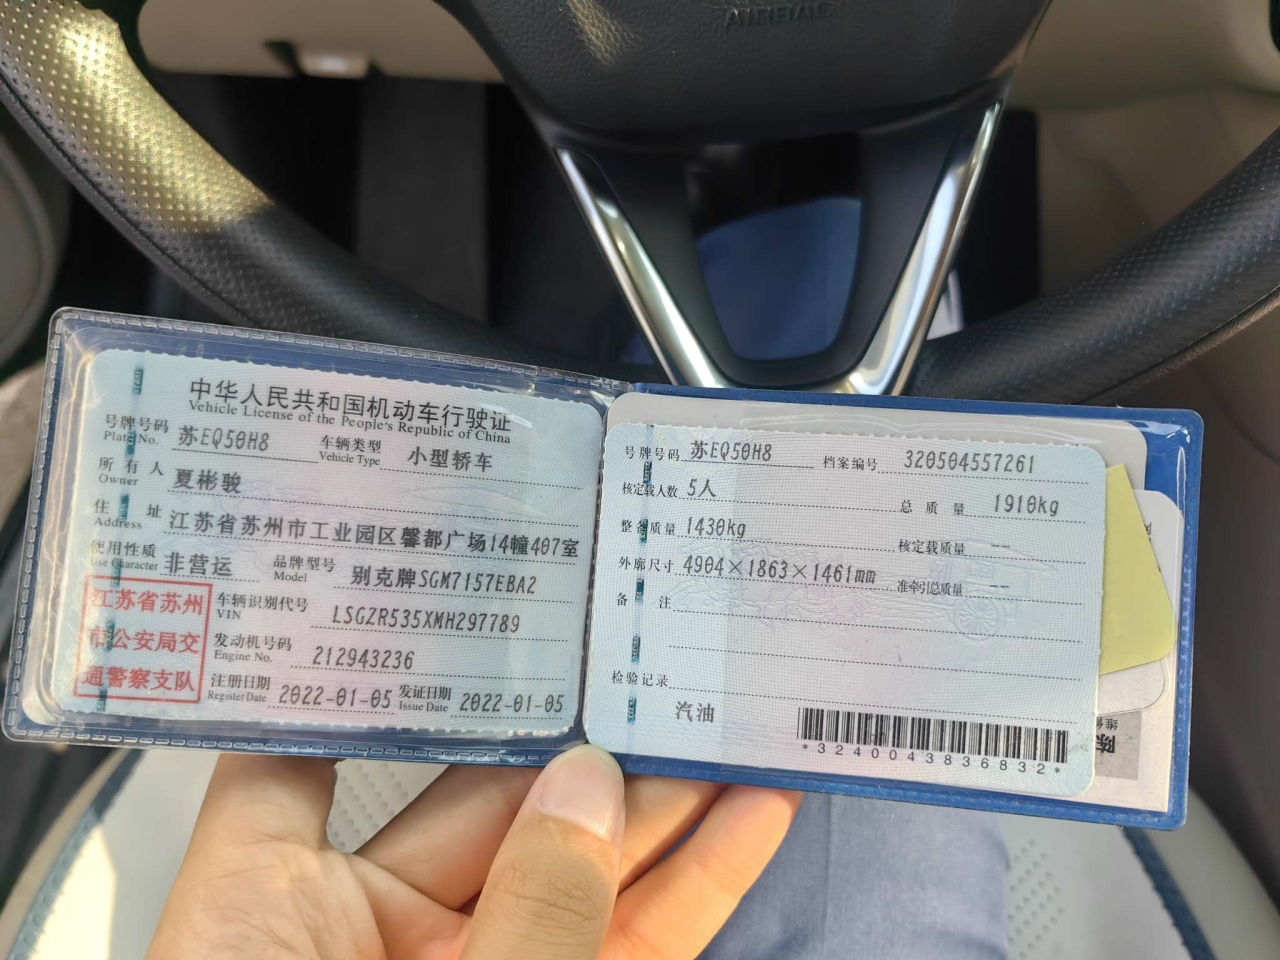 AIRBAG
中华人民共和国机动车行驶证
Vehicle License of the People's Republic of China
号牌号码 苏EQ50H8 车辆类型 小型轿车
Plate No. Vehicle Type
所有人 夏彬骏
Owner
住址 江苏省苏州市工业园区馨都广场14幢407室
Address
使用性质 非营运 品牌型号 别克牌SGM7157EBA2
Use Character Model
江苏省苏州
市公安局交
通警察支队
车辆识别代号 LSGZR535XMH297789
VIN
发动机号码 212943236
Engine No.
注册日期 2022-01-05 发证日期 2022-01-05
Register Date Issue Date
号牌号码 苏EQ50H8 档案编号 320504557261
核定载人数 5人 总质量 1910kg
整备质量 1430kg 核定载质量 --
外廓尺寸 4904×1863×1461mm 准牵引总质量 --
备注
检验记录
汽油
*3240043836832*
陈